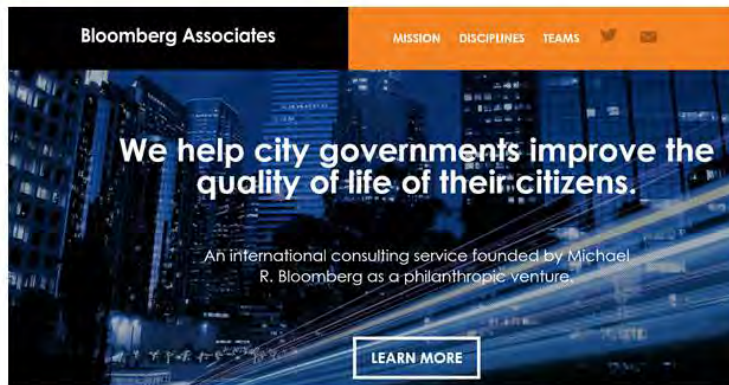 Bloomberg Associates
MISSION DISCIPLINES TEAMS
We help city governments improve the
quality of life of their citizens.
An international consulting service founded by Michael
R. Bloomberg as a philanthropic venture.
LEARN MORE